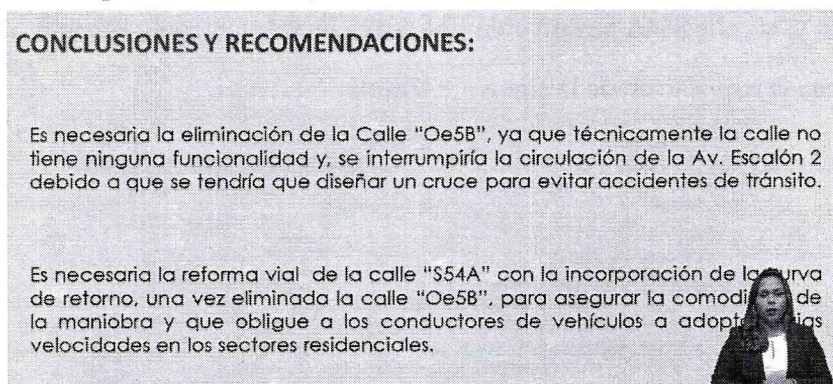 CONCLUSIONES Y RECOMENDACIONES:
Es necesaria la eliminación de la Calle "Oe5B", ya que técnicamente la calle no
tiene ninguna funcionalidad y, se interrumpiría la circulación de la Av. Escalón 2
debido a que se tendría que diseñar un cruce para evitar accidentes de tránsito.
Es necesaria la reforma vial de la calle "S54A" con la incorporación de la
de retorno, una vez eliminada la calle "Oe5B", para asegurar la de
la maniobra y que obligue a los conductores de vehículos a
velocidades en los sectores residenciales.